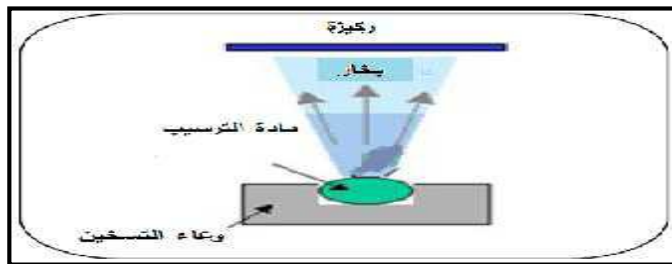 ركيزة
بخار
مادة الترسيب
وعاء التسخين